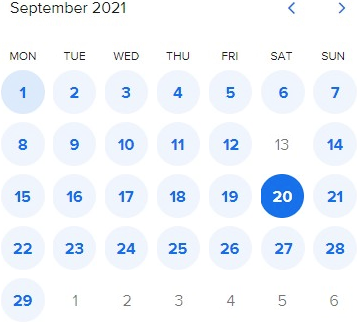 September 2021
MON TUE WED THU FRI SAT SUN
1 2 3 4 5 6 7
8 9 10 11 12 13 14
15 16 17 18 19 20 21
22 23 24 25 26 27 28
29 1 2 3 4 5 6